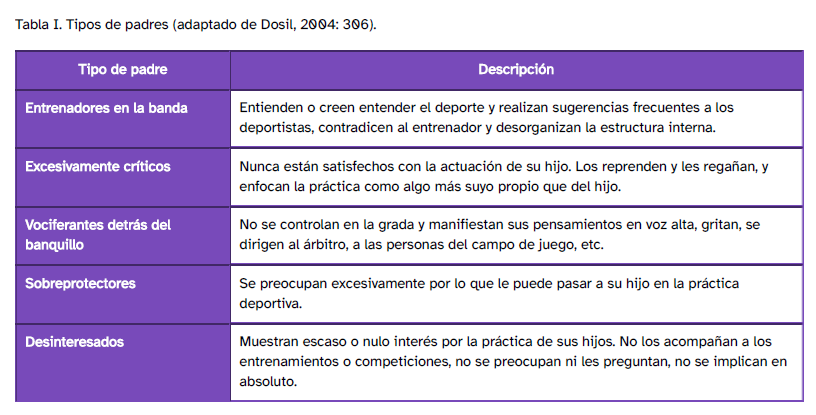 Tabla I. Tipos de padres (adaptado de Dosil, 2004: 306).
Tipo de padre
Descripción
Entrenadores en la banda
Entienden o creen entender el deporte y realizan sugerencias frecuentes a los
deportistas, contradicen al entrenador y desorganizan la estructura interna.
Excesivamente críticos
Nunca están satisfechos con la actuación de su hijo. Los reprenden y les regañan, y
enfocan la práctica como algo más suyo propio que del hijo.
Vociferantes detrás del
banquillo
No se controlan en la grada y manifiestan sus pensamientos en voz alta, gritan, se
dirigen al árbitro, a las personas del campo de juego, etc.
Sobreprotectores
Se preocupan excesivamente por lo que le puede pasar a su hijo en la práctica
deportiva.
Desinteresados
Muestran escaso o nulo interés por la práctica de sus hijos. No los acompañan a los
entrenamientos o competiciones, no se preocupan ni les preguntan, no se implican en
absoluto.